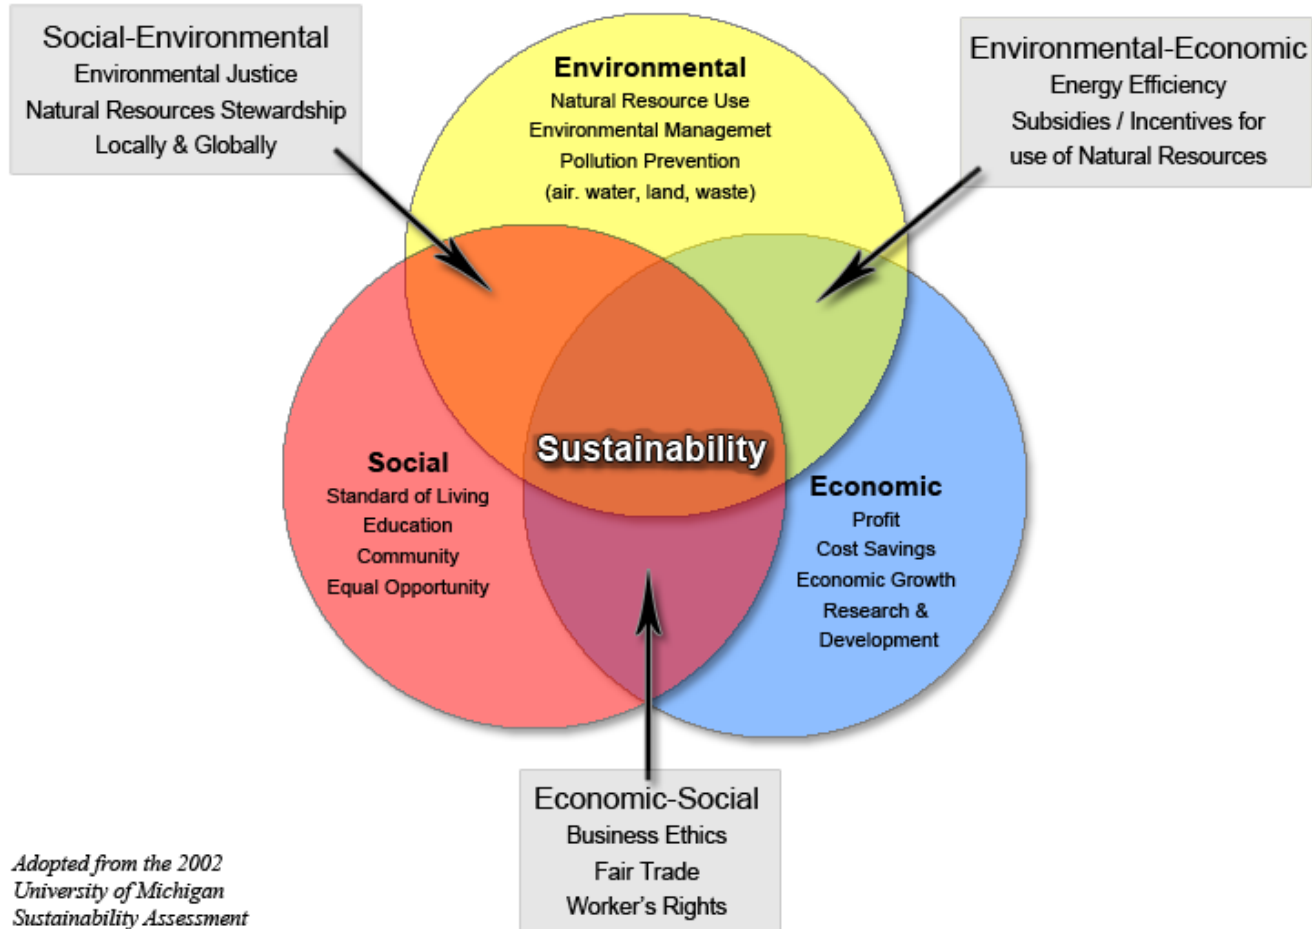 Social-Environmental
Environmental Justice
Natural Resources Stewardship
Locally & Globally
Environmental
Natural Resource Use
Environmental Managemet
Pollution Prevention
(air. water, land, waste)
Environmental-Economic
Energy Efficiency
Subsidies / Incentives for
use of Natural Resources
Sustainability
Social
Standard of Living
Education
Community
Equal Opportunity
Economic
Profit
Cost Savings
Economic Growth
Research &
Development
Economic-Social
Business Ethics
Fair Trade
Worker's Rights
Adopted from the 2002
University of Michigan
Sustainability Assessment